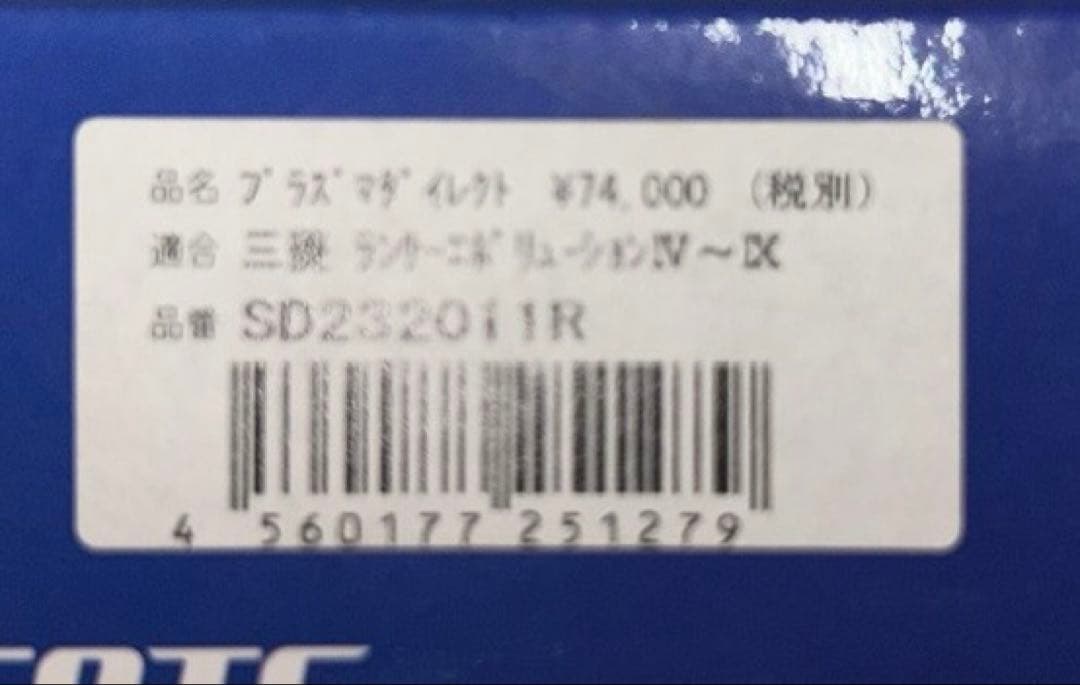 品名 プラズマダイレクト ¥74,000 (税別)
適合 三菱 ランサーエボリューションⅣ～Ⅸ
品番 SD232011R
4 560177 251279